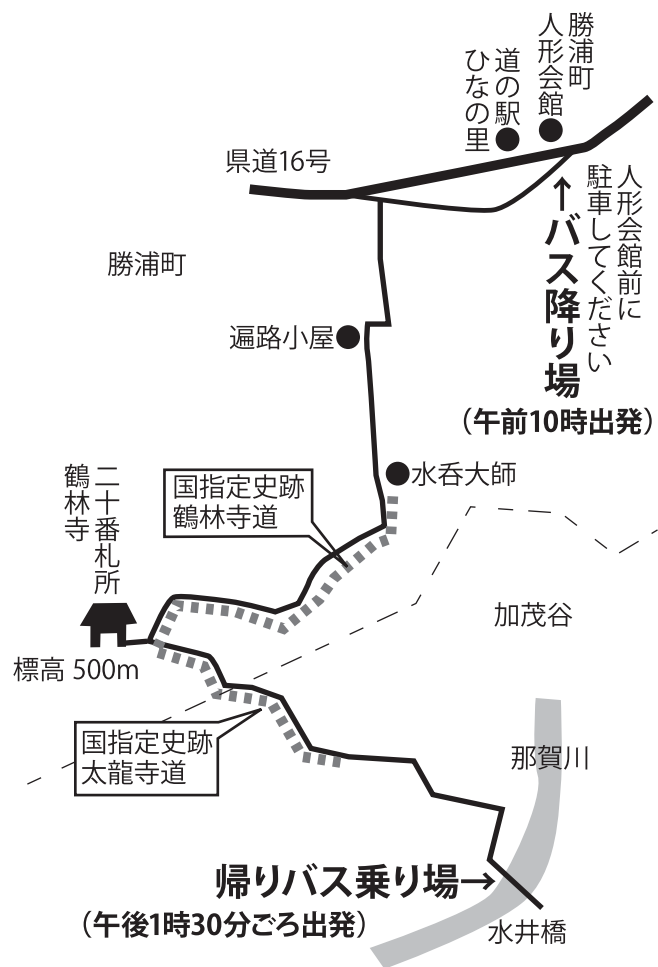 勝浦町
人形会館
道の駅
ひなの里
県道16号
人形会館前に
駐車してください
↑バス降り場
（午前10時出発）
勝浦町
遍路小屋
水呑大師
国指定史跡
鶴林寺道
二十番札所
鶴林寺
標高 500m
加茂谷
国指定史跡
太龍寺道
那賀川
帰りバス乗り場→
（午後1時30分ごろ出発）
水井橋